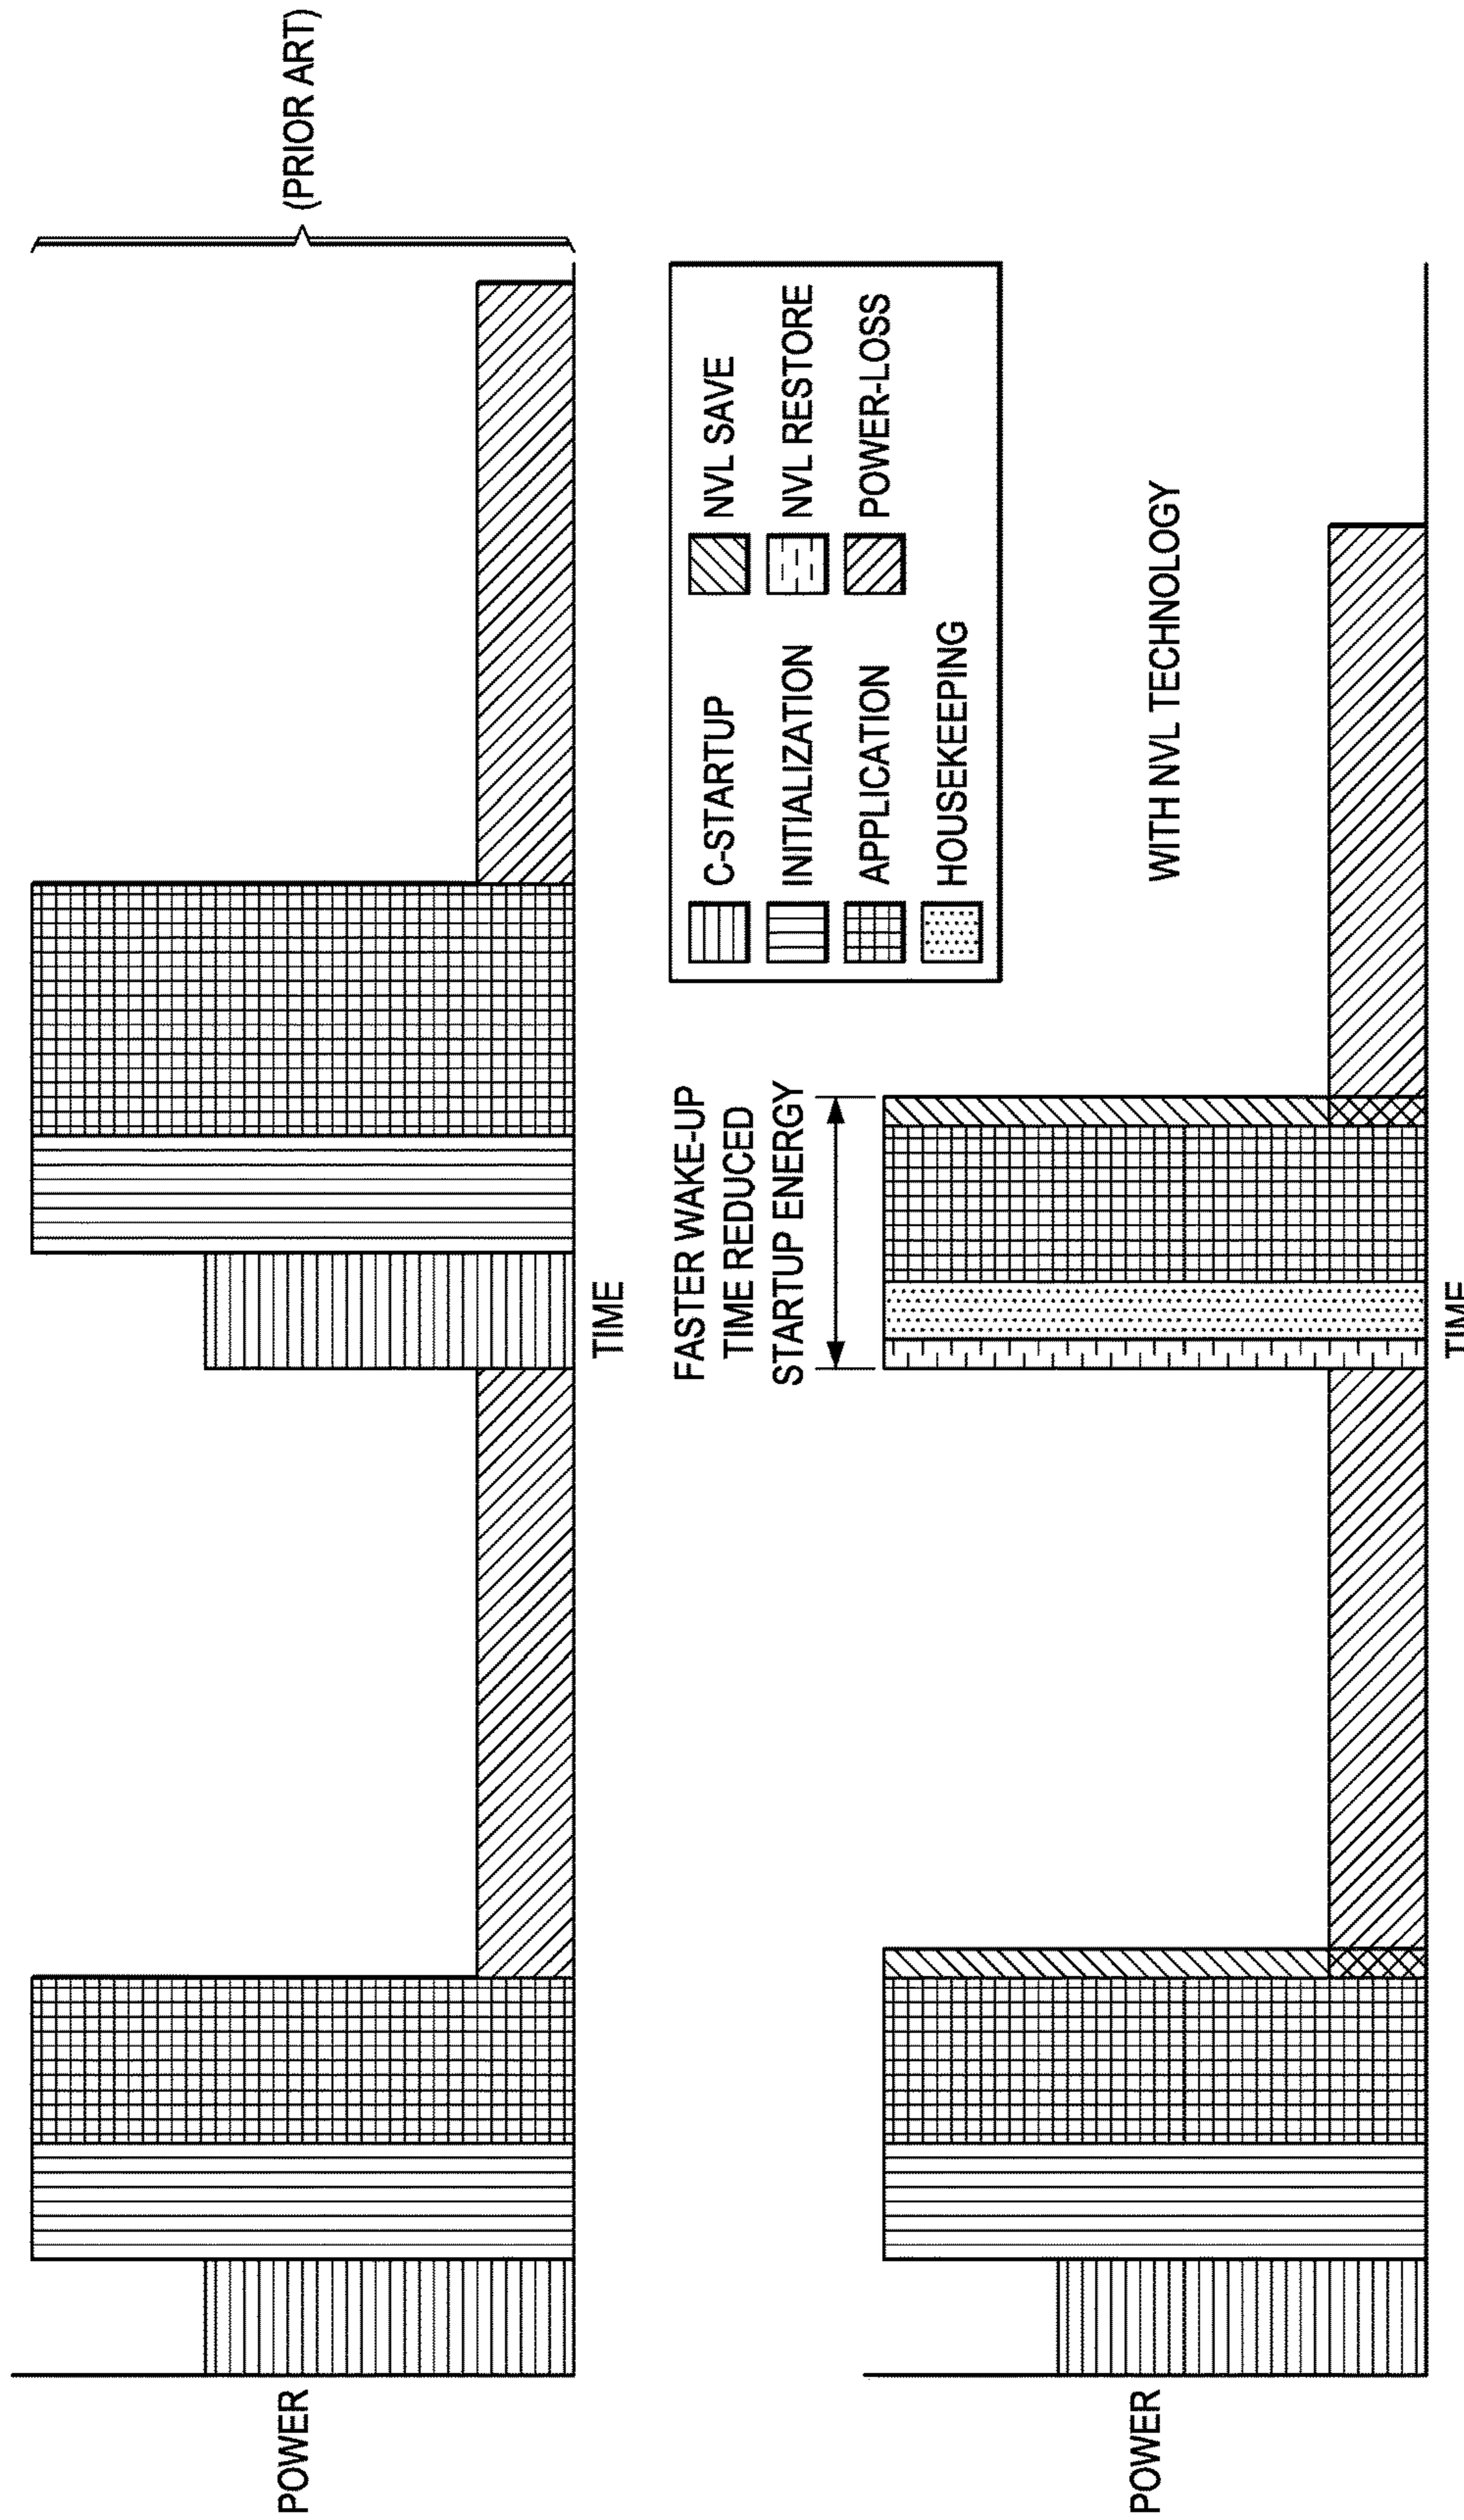 (PRIOR ART)
POWER
TIME
C-STARTUP
NVL SAVE
INITIALIZATION
NVL RESTORE
APPLICATION
POWER-LOSS
HOUSEKEEPING
FASTER WAKE-UP
TIME REDUCED
STARTUP ENERGY
WITH NVL TECHNOLOGY
POWER
TIME